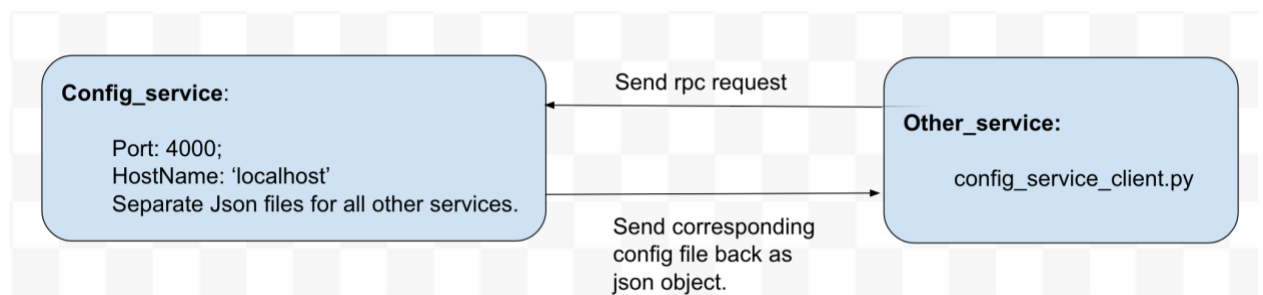 Config_service:
Port: 4000;
HostName: ‘localhost’
Separate Json files for all other services.
Send rpc request
Send corresponding
config file back as
json object.
Other_service:
config_service_client.py